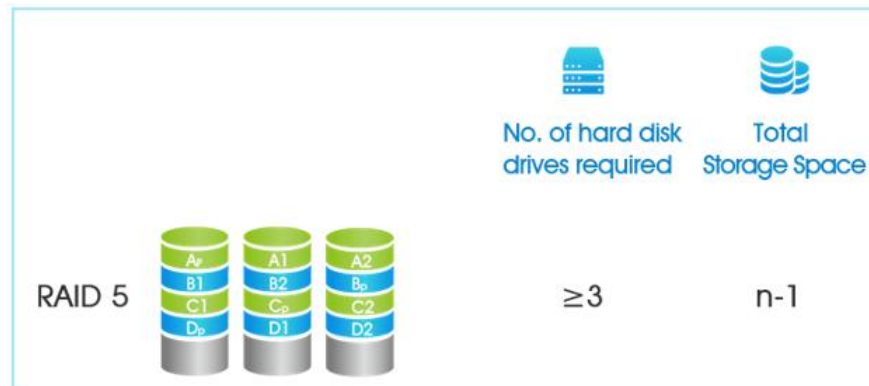 No. of hard disk
drives required
Total
Storage Space
RAID 5
Ap A1 A2
B1 B2 Bp
C1 Cp C2
Dp D1 D2
≥3
n-1